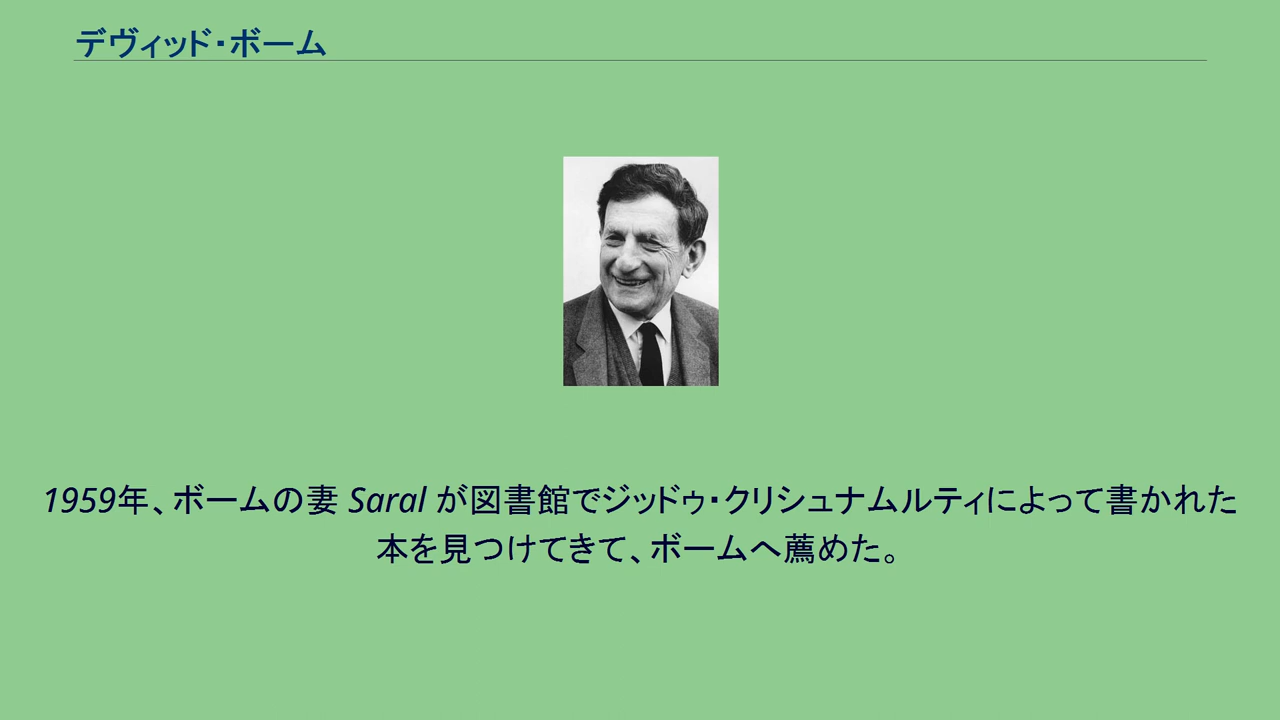 デヴィッド・ボーム
1959年、ボームの妻 Saral が図書館でジッドゥ・クリシュナムルティによって書かれた
本を見つけてきて、ボームへ薦めた。